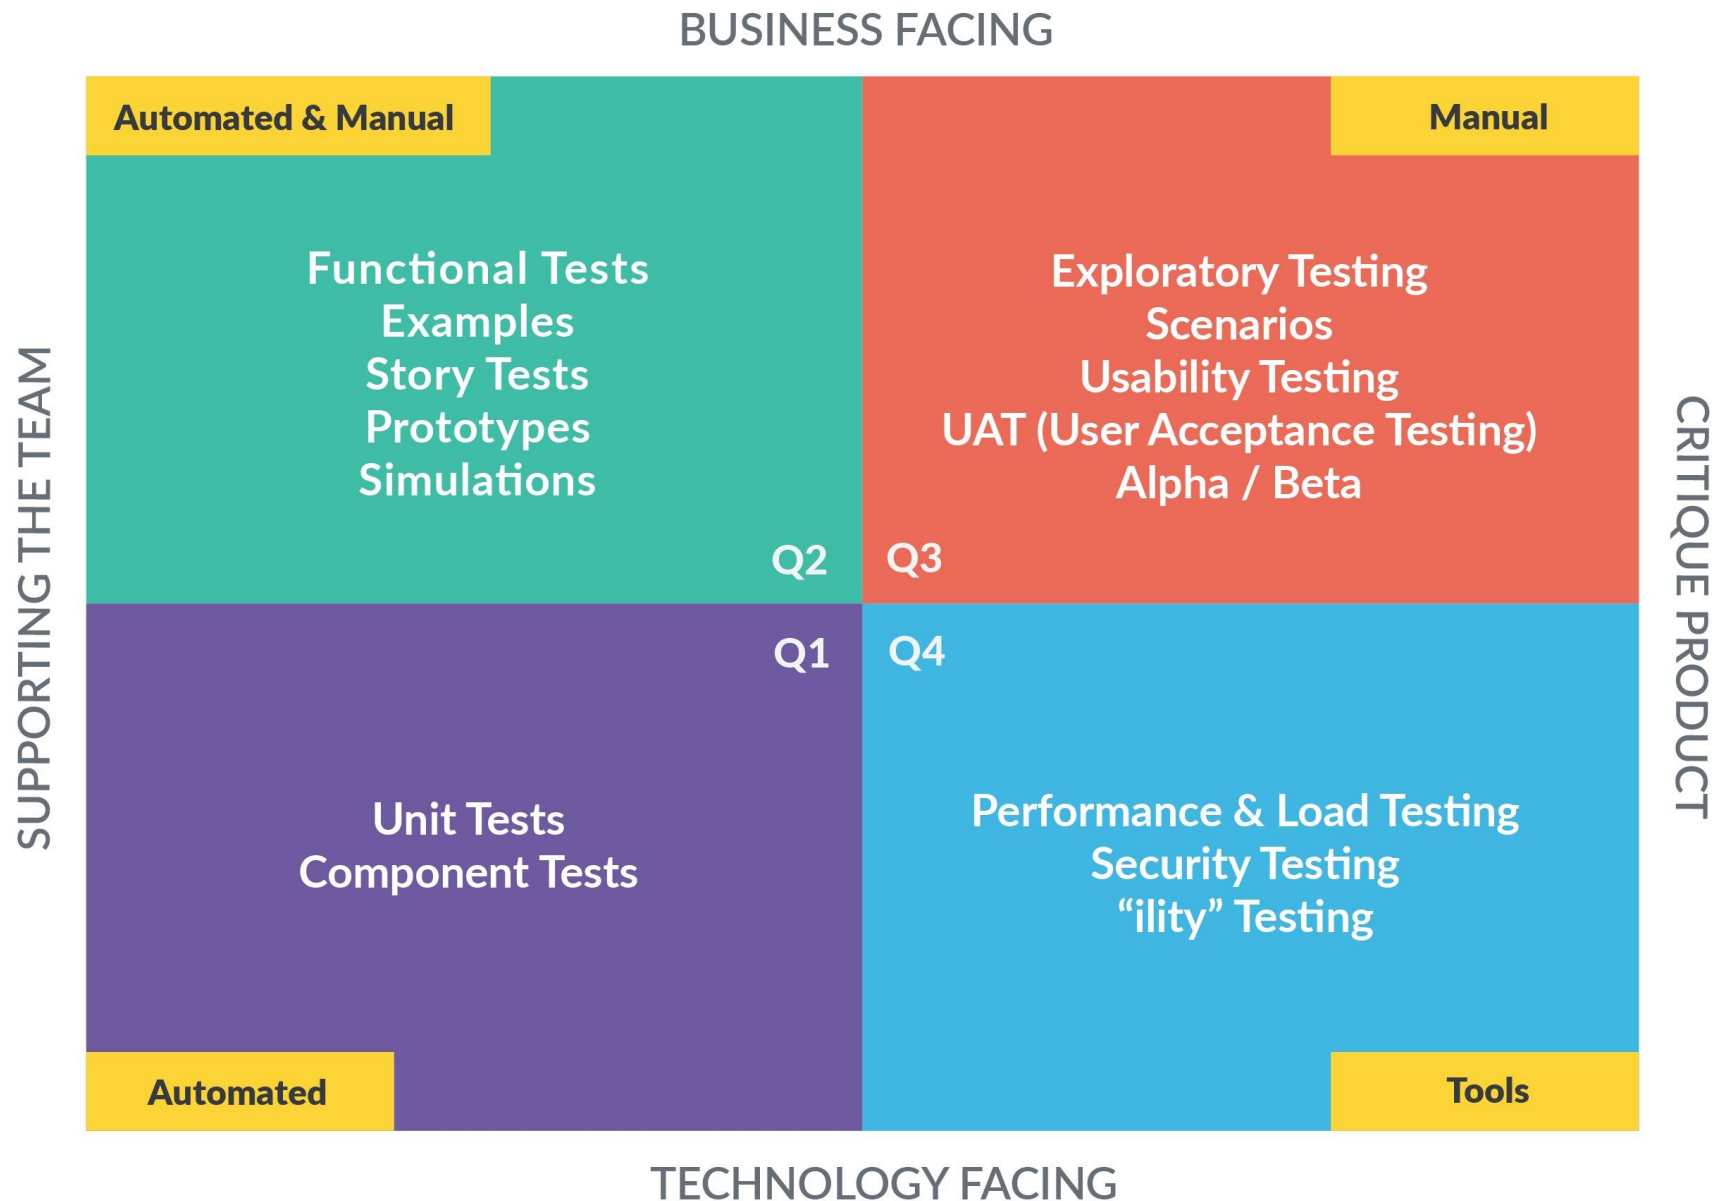 BUSINESS FACING
Automated & Manual
Manual
Functional Tests
Examples
Story Tests
Prototypes
Simulations
Q2
Exploratory Testing
Scenarios
Usability Testing
UAT (User Acceptance Testing)
Alpha / Beta
Q3
SUPPORTING THE TEAM
CRITIQUE PRODUCT
Q1
Unit Tests
Component Tests
Automated
Q4
Performance & Load Testing
Security Testing
“ility” Testing
Tools
TECHNOLOGY FACING